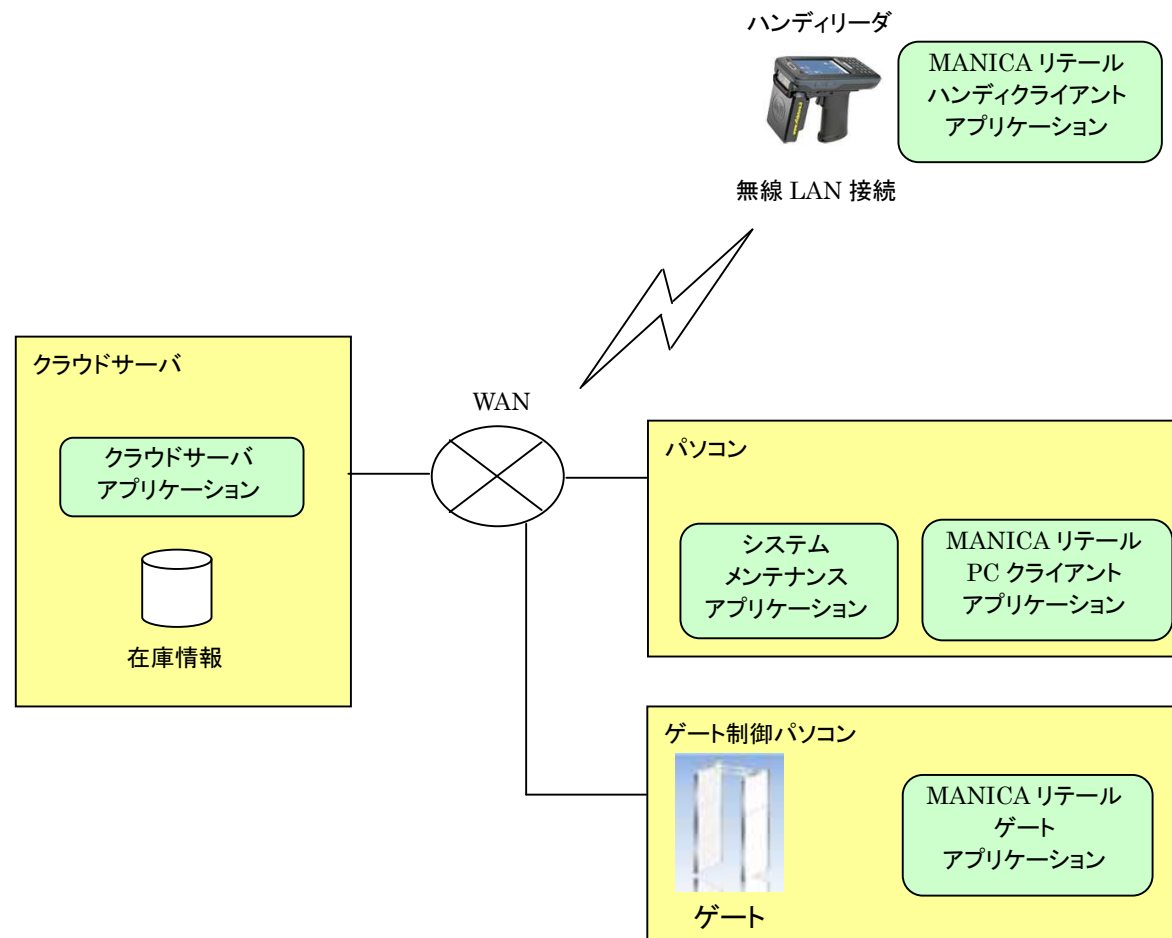 ハンディリーダ
MANICA リテール
ハンディクライアント
アプリケーション
無線 LAN 接続
クラウドサーバ
クラウドサーバ
アプリケーション
在庫情報
WAN
パソコン
システム
メンテナンス
アプリケーション
MANICA リテール
PC クライアント
アプリケーション
ゲート制御パソコン
ゲート
MANICA リテール
ゲート
アプリケーション